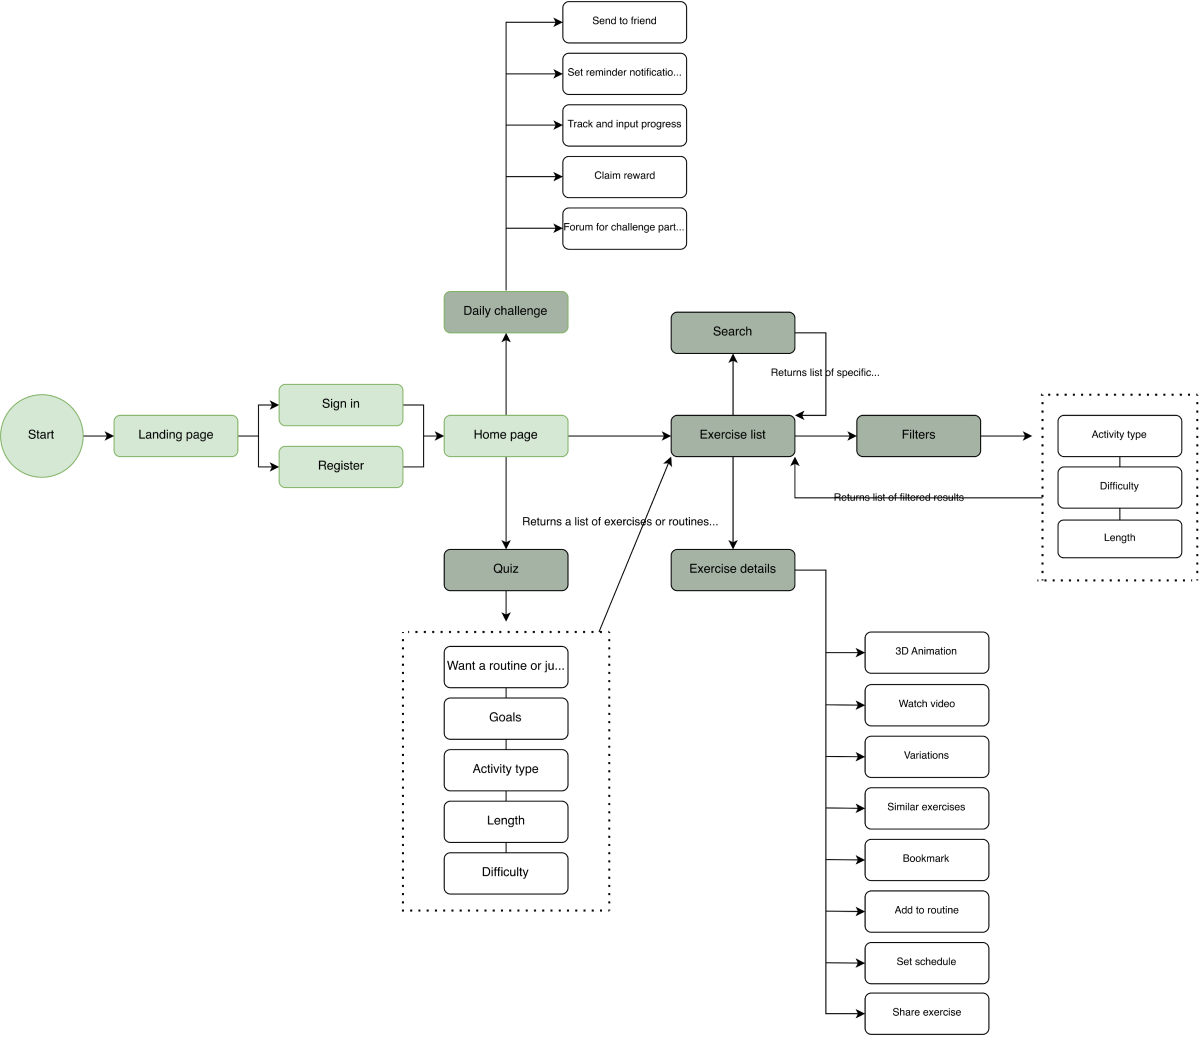 Send to friend
Set reminder notificatio...
Track and input progress
Claim reward
Forum for challenge part...
Daily challenge
Search
Returns list of specific...
Start
Landing page
Sign in
Register
Home page
Exercise list
Filters
Activity type
Difficulty
Length
Returns list of filtered results
Returns a list of exercises or routines...
Quiz
Exercise details
Want a routine or ju...
Goals
Activity type
Length
Difficulty
3D Animation
Watch video
Variations
Similar exercises
Bookmark
Add to routine
Set schedule
Share exercise